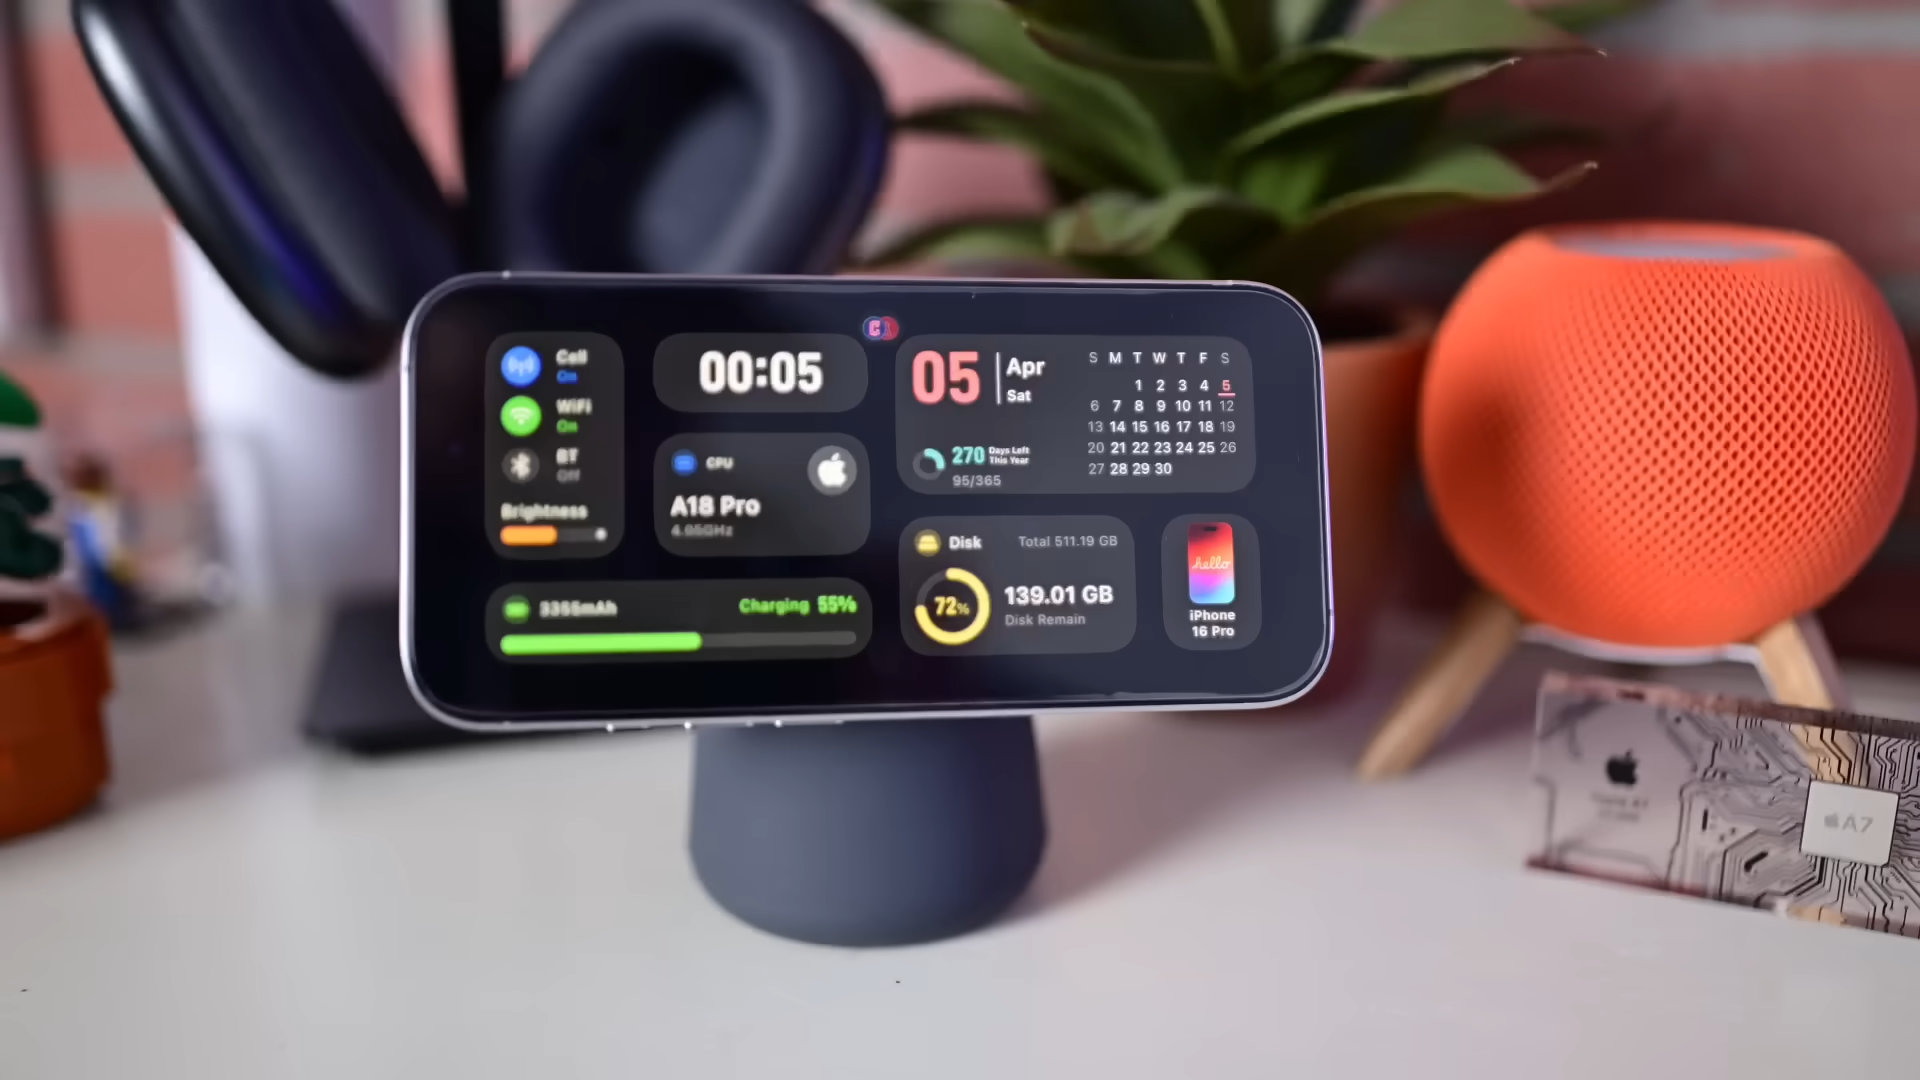 Cell
On
WiFi
On
BT
Off
Brightness
3355mAh
Charging 55%
00:05
CPU
A18 Pro
4.05GHz
05
Apr
Sat
270 Days Left
This Year
95/365
S M T W T F S
1 2 3 4 5
6 7 8 9 10 11 12
13 14 15 16 17 18 19
20 21 22 23 24 25 26
27 28 29 30
Disk
Total 511.19 GB
72%
139.01 GB
Disk Remain
hello
iPhone
16 Pro
A7